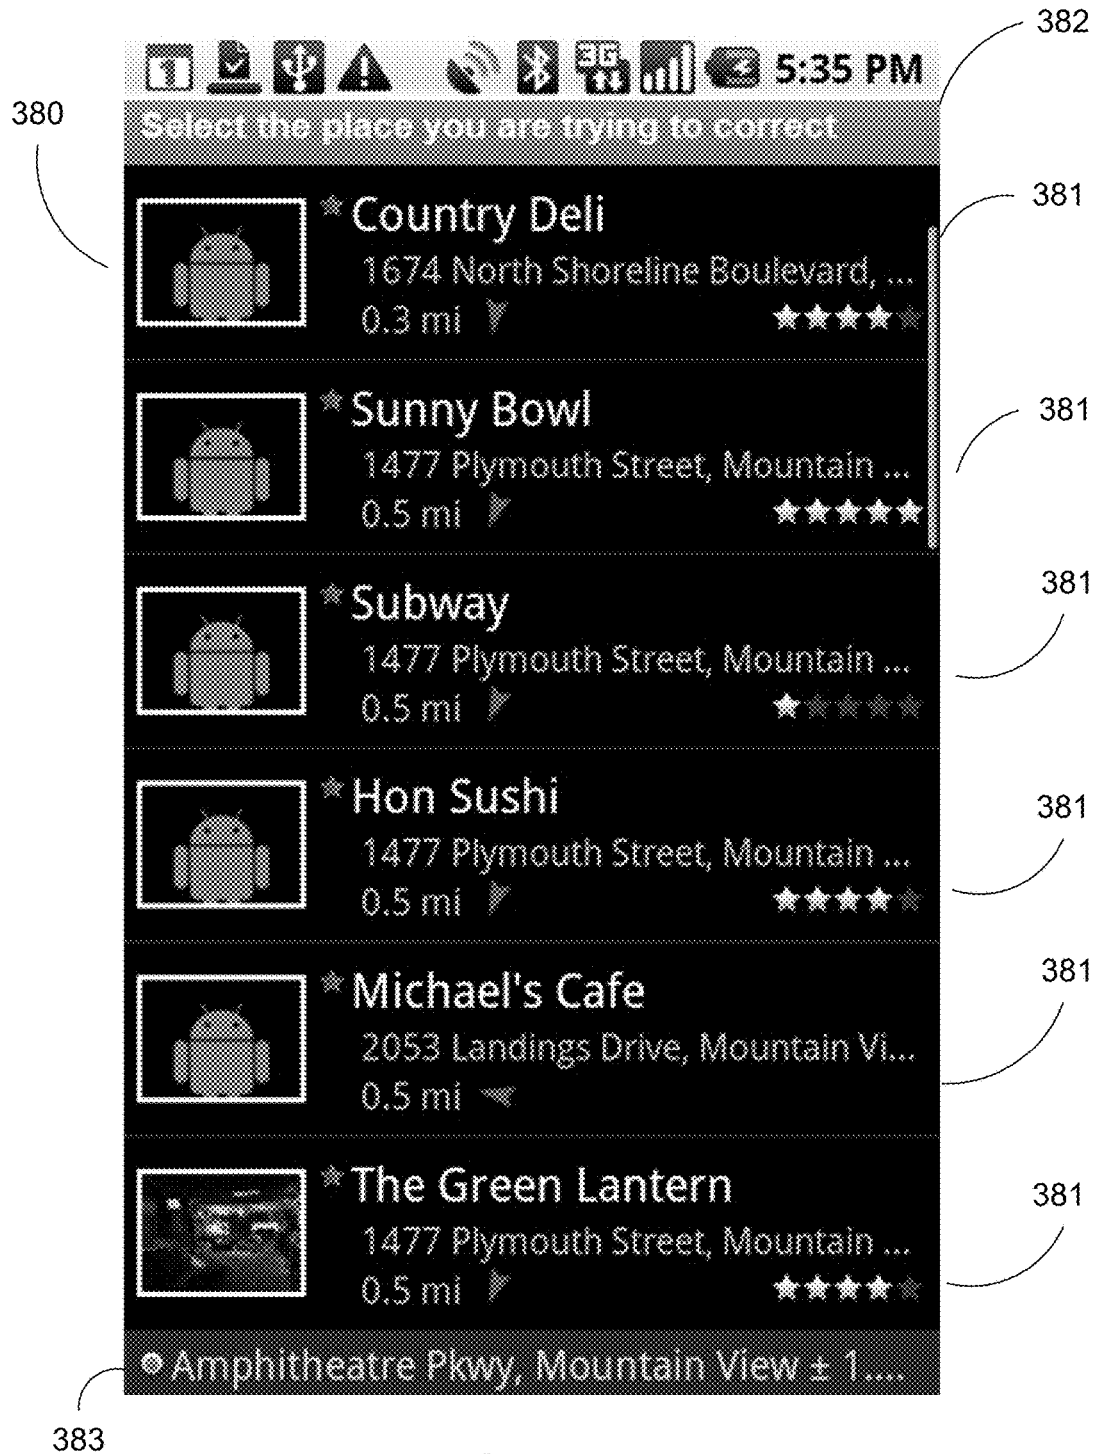 382
5:35 PM
380
Select the place you are trying to correct
381
Country Deli
1674 North Shoreline Boulevard, ...
0.3 mi
381
Sunny Bowl
1477 Plymouth Street, Mountain ...
0.5 mi
381
Subway
1477 Plymouth Street, Mountain ...
0.5 mi
381
Hon Sushi
1477 Plymouth Street, Mountain ...
0.5 mi
381
Michael's Cafe
2053 Landings Drive, Mountain Vi...
0.5 mi
381
The Green Lantern
1477 Plymouth Street, Mountain ...
0.5 mi
Amphitheatre Pkwy, Mountain View ± 1....
383